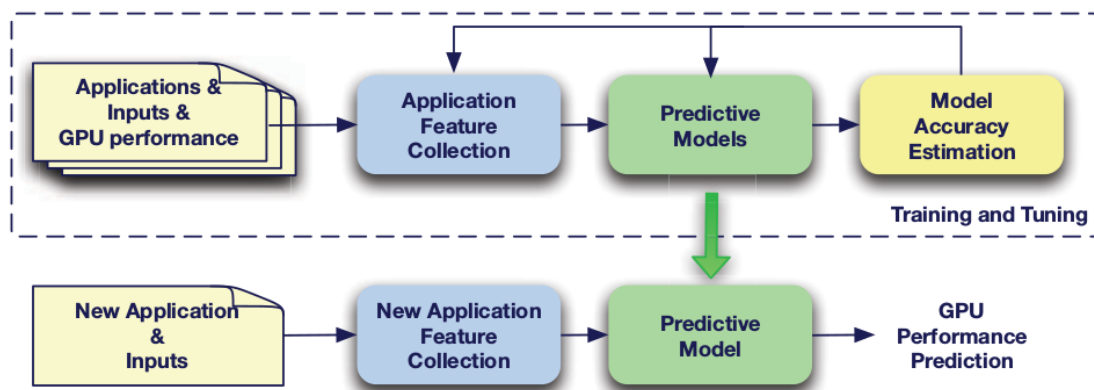 Applications &
Inputs &
GPU performance
Application
Feature
Collection
Predictive
Models
Model
Accuracy
Estimation
Training and Tuning
New Application
&
Inputs
New Application
Feature
Collection
Predictive
Model
GPU
Performance
Prediction